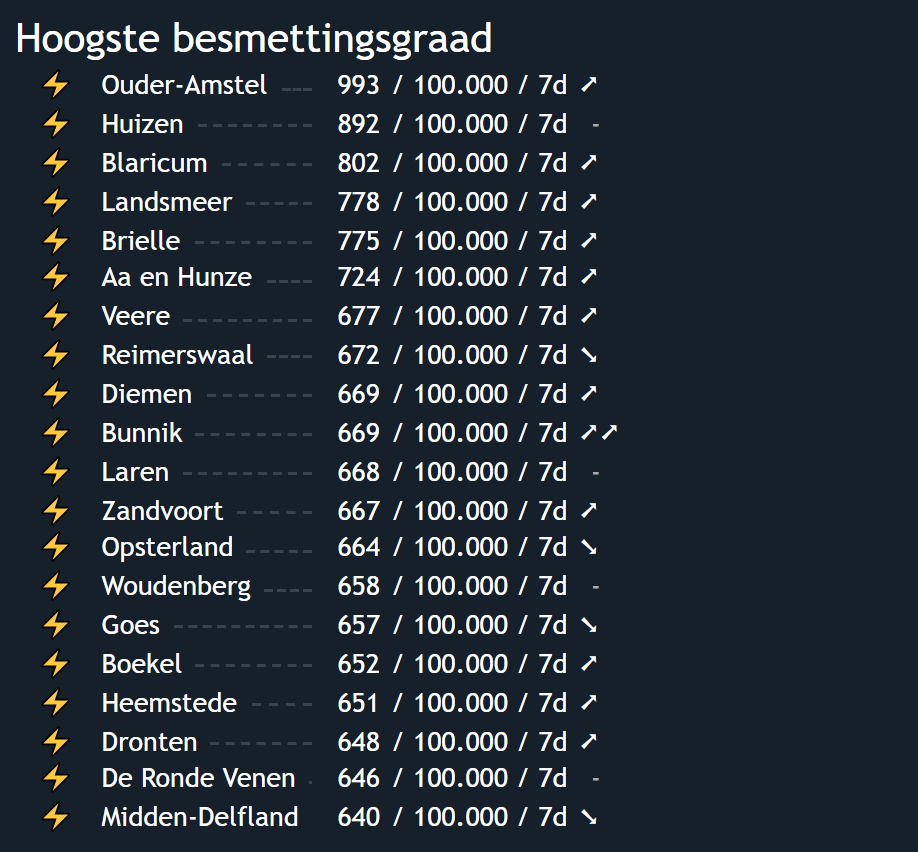 Hoogste besmettingsgraad
⚡ Ouder-Amstel --- 993 / 100.000 / 7d ➚
⚡ Huizen -------- 892 / 100.000 / 7d -
⚡ Blaricum ------ 802 / 100.000 / 7d ➚
⚡ Landsmeer ----- 778 / 100.000 / 7d ➚
⚡ Brielle -------- 775 / 100.000 / 7d ➚
⚡ Aa en Hunze ---- 724 / 100.000 / 7d ➚
⚡ Veere --------- 677 / 100.000 / 7d ➚
⚡ Reimerswaal ---- 672 / 100.000 / 7d ➘
⚡ Diemen ------- 669 / 100.000 / 7d ➚
⚡ Bunnik -------- 669 / 100.000 / 7d ➚➚
⚡ Laren --------- 668 / 100.000 / 7d -
⚡ Zandvoort ----- 667 / 100.000 / 7d ➚
⚡ Opsterland ----- 664 / 100.000 / 7d ➘
⚡ Woudenberg ---- 658 / 100.000 / 7d -
⚡ Goes ---------- 657 / 100.000 / 7d ➘
⚡ Boekel -------- 652 / 100.000 / 7d ➚
⚡ Heemstede ---- 651 / 100.000 / 7d ➚
⚡ Dronten ------- 648 / 100.000 / 7d ➚
⚡ De Ronde Venen - 646 / 100.000 / 7d -
⚡ Midden-Delfland 640 / 100.000 / 7d ➘